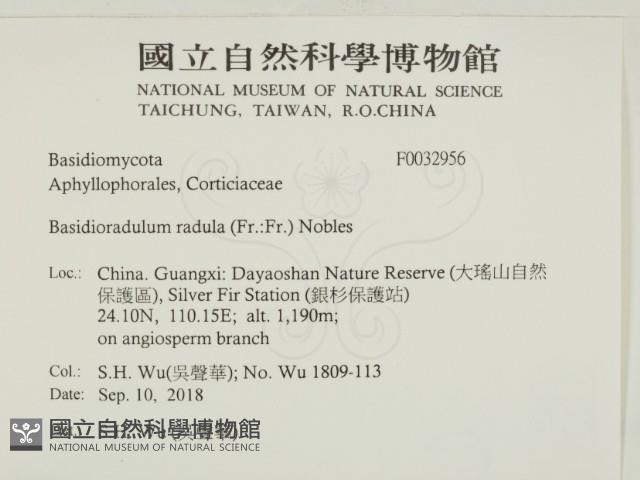 國立自然科學博物館
NATIONAL MUSEUM OF NATURAL SCIENCE
TAICHUNG, TAIWAN, R.O.CHINA
Basidiomycota F0032956
Aphyllophorales, Corticiaceae
Basidioradulum radula (Fr.:Fr.) Nobles
Loc.: China. Guangxi: Dayaoshan Nature Reserve (大瑤山自然
保護區), Silver Fir Station (銀杉保護站)
24.10N, 110.15E; alt. 1,190m;
on angiosperm branch
Col.: S.H. Wu(吳聲華); No. Wu 1809-113
Date: Sep. 10, 2018
國立自然科學博物館
NATIONAL MUSEUM OF NATURAL SCIENCE